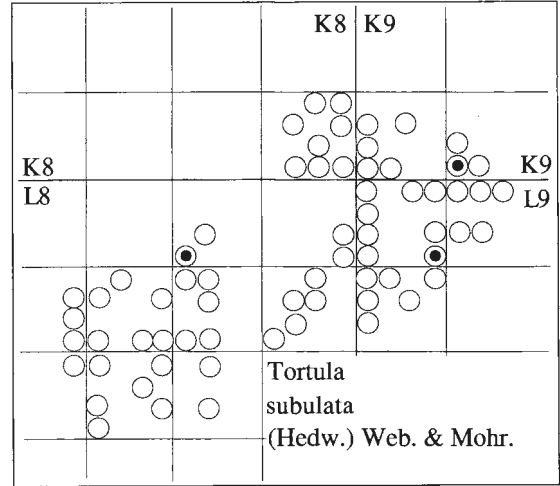 K8 K9
K8 K9
L8 L9
Tortula
subulata
(Hedw.) Web. & Mohr.